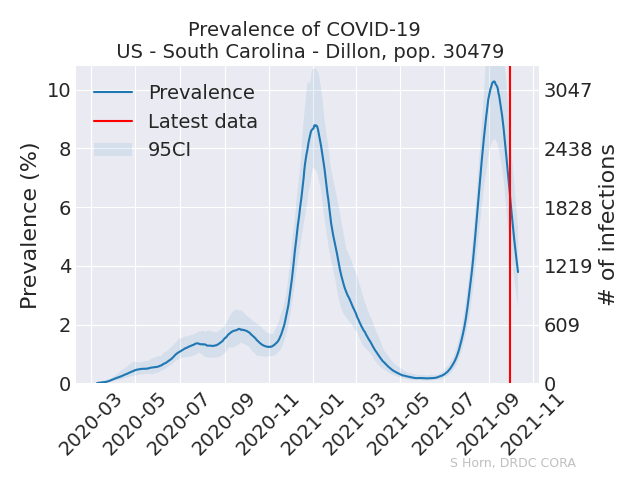 Prevalence of COVID-19
US - South Carolina - Dillon, pop. 30479
Prevalence (%)
10
8
6
4
2
0
Prevalence
Latest data
95CI
3047
2438
1828
1219
609
0
# of infections
2020-03
2020-05
2020-07
2020-09
2020-11
2021-01
2021-03
2021-05
2021-07
2021-09
2021-11
S Horn, DRDC CORA